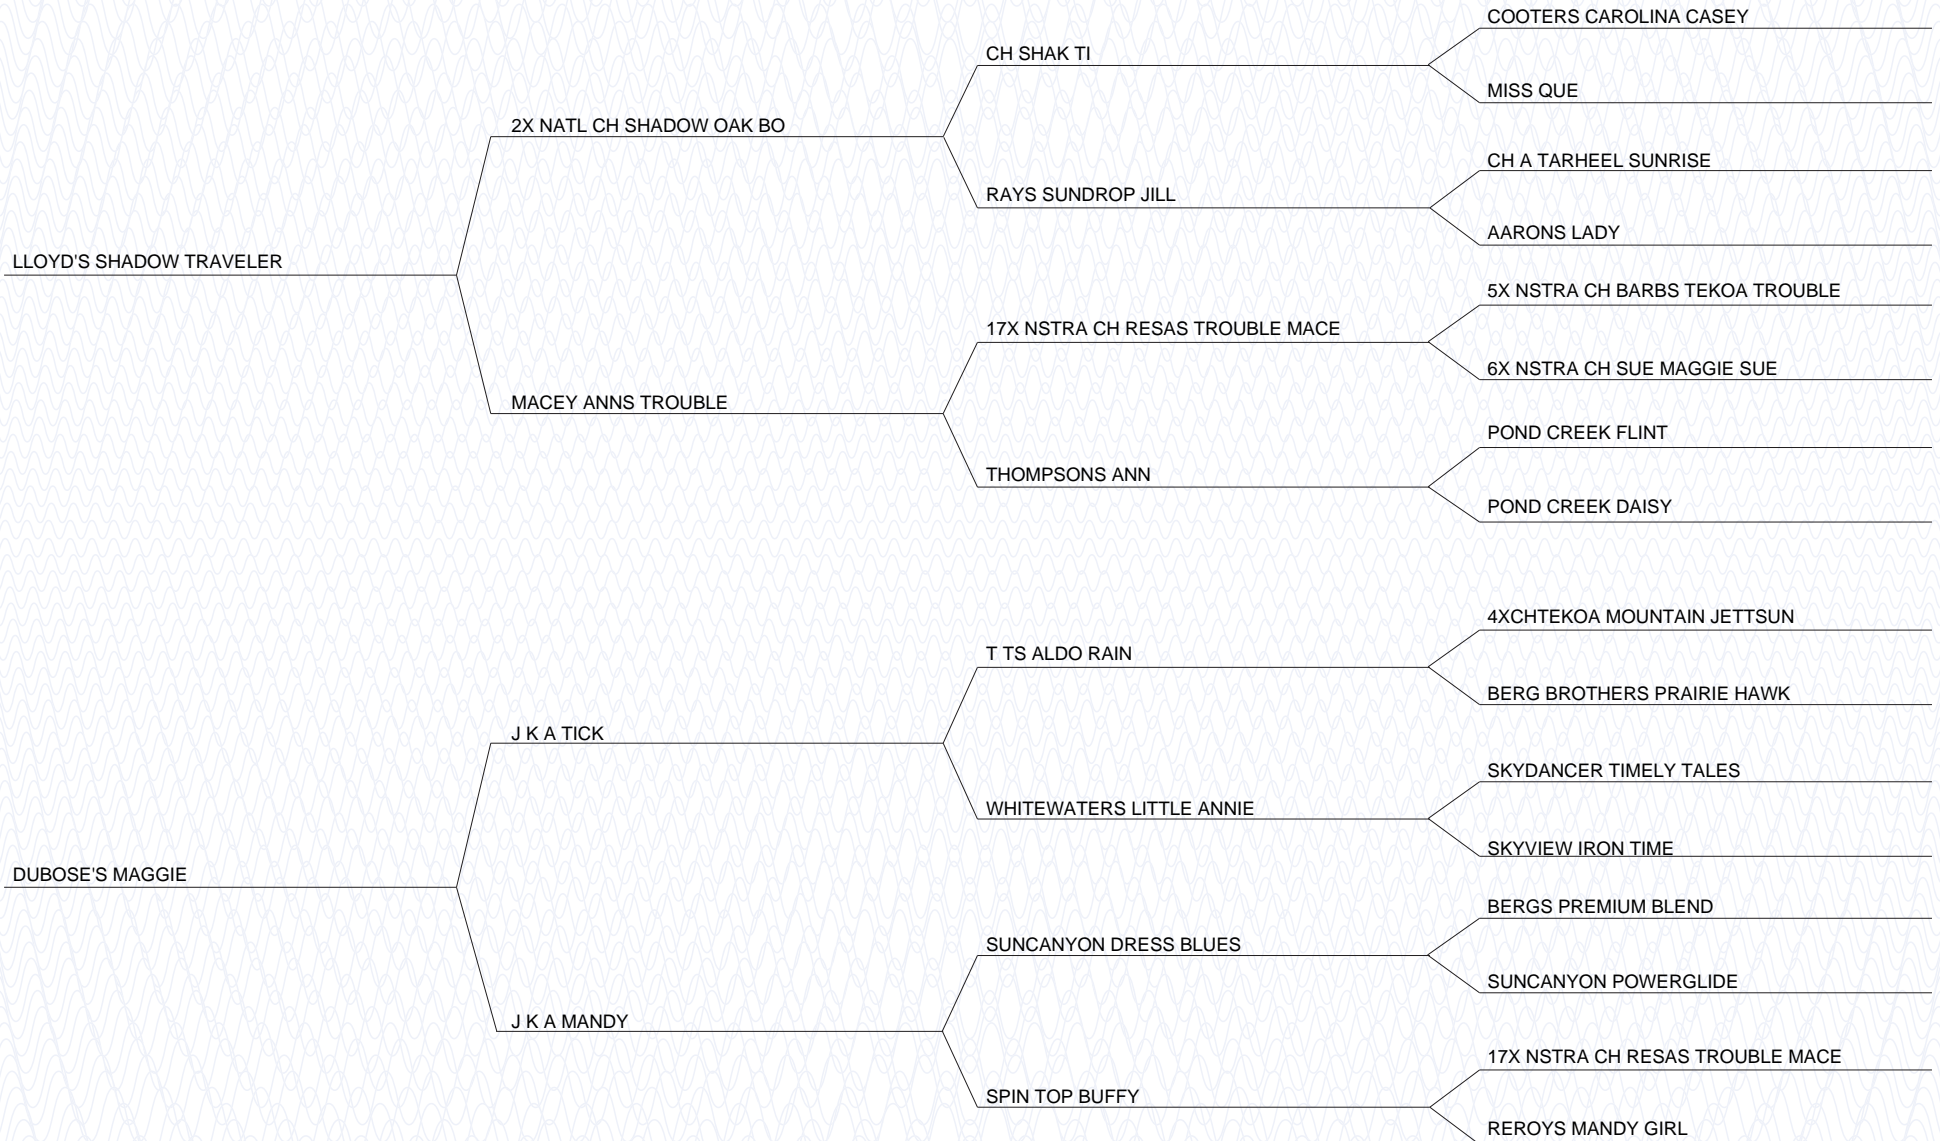 COOTERS CAROLINA CASEY
CH SHAK TI
MISS QUE
2X NATL CH SHADOW OAK BO
CH A TARHEEL SUNRISE
RAYS SUNDROP JILL
AARONS LADY
LLOYD'S SHADOW TRAVELER
5X NSTRA CH BARBS TEKOA TROUBLE
17X NSTRA CH RESAS TROUBLE MACE
6X NSTRA CH SUE MAGGIE SUE
MACEY ANNS TROUBLE
POND CREEK FLINT
THOMPSONS ANN
POND CREEK DAISY
4XCHTEKOA MOUNTAIN JETTSUN
T TS ALDO RAIN
BERG BROTHERS PRAIRIE HAWK
J K A TICK
SKYDANCER TIMELY TALES
WHITEWATERS LITTLE ANNIE
SKYVIEW IRON TIME
DUBOSE'S MAGGIE
BERGS PREMIUM BLEND
SUNCANYON DRESS BLUES
SUNCANYON POWERGLIDE
J K A MANDY
17X NSTRA CH RESAS TROUBLE MACE
SPIN TOP BUFFY
REROYS MANDY GIRL